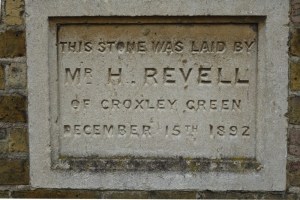 THIS STONE WAS LAID BY
MR H. REVELL
OF CROXLEY GREEN
DECEMBER 15TH 1892